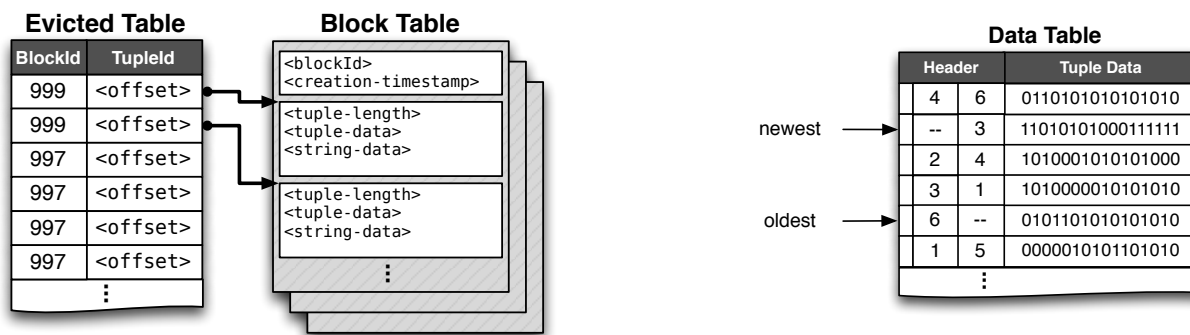 Evicted Table
BlockId TupleId
999 <offset>
999 <offset>
997 <offset>
997 <offset>
997 <offset>
997 <offset>
Block Table
<blockId>
<creation-timestamp>
<tuple-length>
<tuple-data>
<string-data>
<tuple-length>
<tuple-data>
<string-data>
newest
oldest
Data Table
Header Tuple Data
4 6 0110101010101010
-- 3 11010101000111111
2 4 1010001010101000
3 1 1010000010101010
6 -- 0101101010101010
1 5 0000010101101010